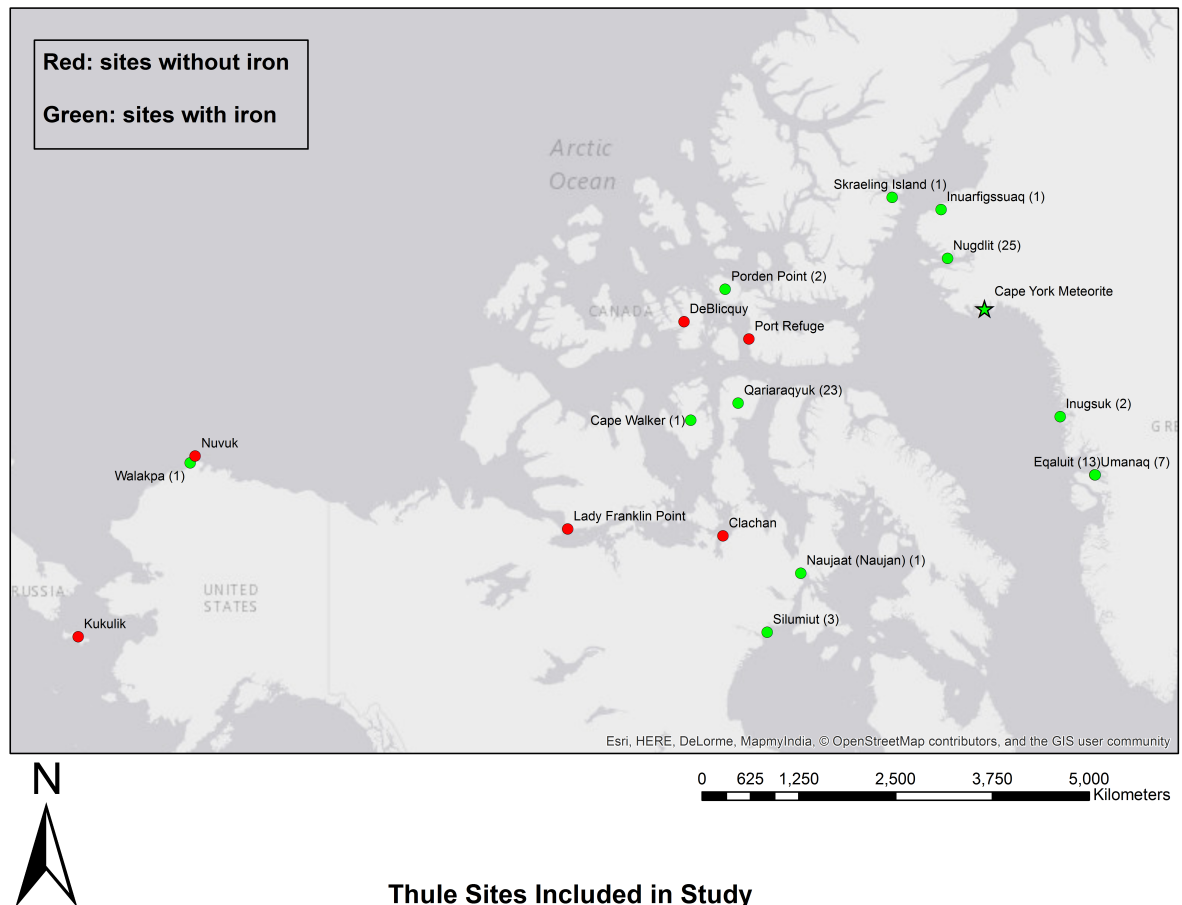 Red: sites without iron
Green: sites with iron
Arctic
Ocean
Skraeling Island (1)
Inuarfigssuaq (1)
Nugdlit (25)
Porden Point (2)
Cape York Meteorite
CANADA
DeBlicquy
Port Refuge
Qariaraqyuk (23)
Cape Walker (1)
Inugsuk (2)
GRE
Nuvuk
Walakpa (1)
Eqaluit (13)Umanaq (7)
Lady Franklin Point
Clachan
Naujaat (Naujan) (1)
RUSSIA
UNITED
STATES
Kukulik
Silumiut (3)
Esri, HERE, DeLorme, MapmyIndia, © OpenStreetMap contributors, and the GIS user community
N
0 625 1,250 2,500 3,750 5,000
Kilometers
Thule Sites Included in Study